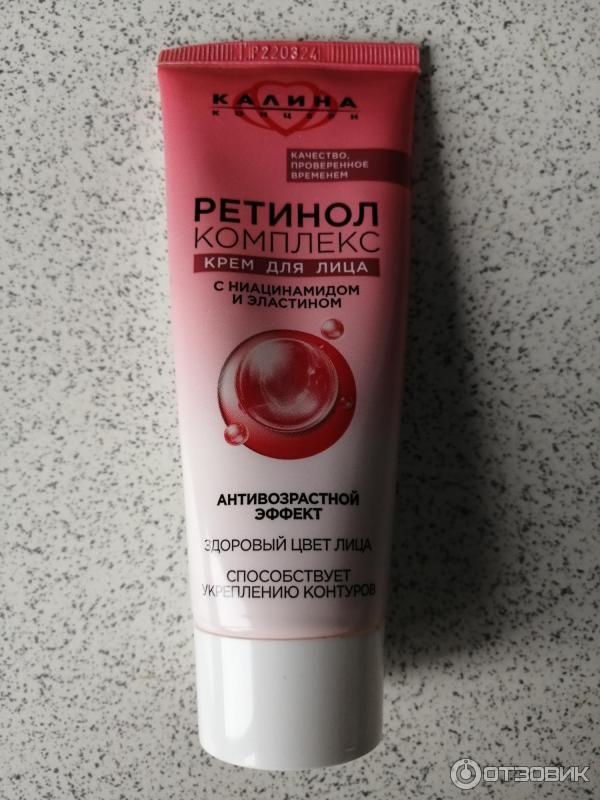 P220324
КАЛИНА
КОНЦЕРН
КАЧЕСТВО,
ПРОВЕРЕННОЕ
ВРЕМЕНЕМ
РЕТИНОЛ
КОМПЛЕКС
КРЕМ ДЛЯ ЛИЦА
С НИАЦИНАМИДОМ
И ЭЛАСТИНОМ
АНТИВОЗРАСТНОЙ
ЭФФЕКТ
ЗДОРОВЫЙ ЦВЕТ ЛИЦА
СПОСОБСТВУЕТ
УКРЕПЛЕНИЮ КОНТУРОВ
ОТЗОВИК